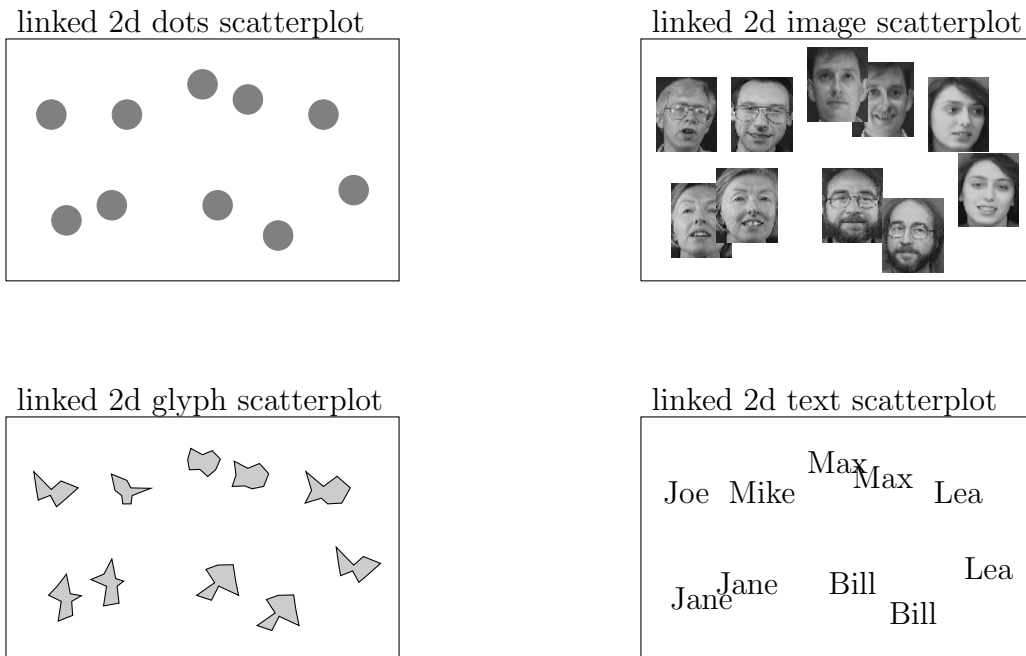 linked 2d dots scatterplot
linked 2d image scatterplot
linked 2d glyph scatterplot
linked 2d text scatterplot
Max
Max
Joe Mike Lea
Lea
Jane Bill
Jane
Bill